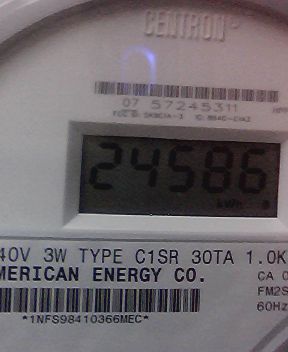 CENTRON
07 57245311
24586
kWh
40V 3W TYPE C1SR 30TA 1.0K
MERICAN ENERGY CO.
CA 0
FM2S
60Hz
*1NFS98410366MEC*